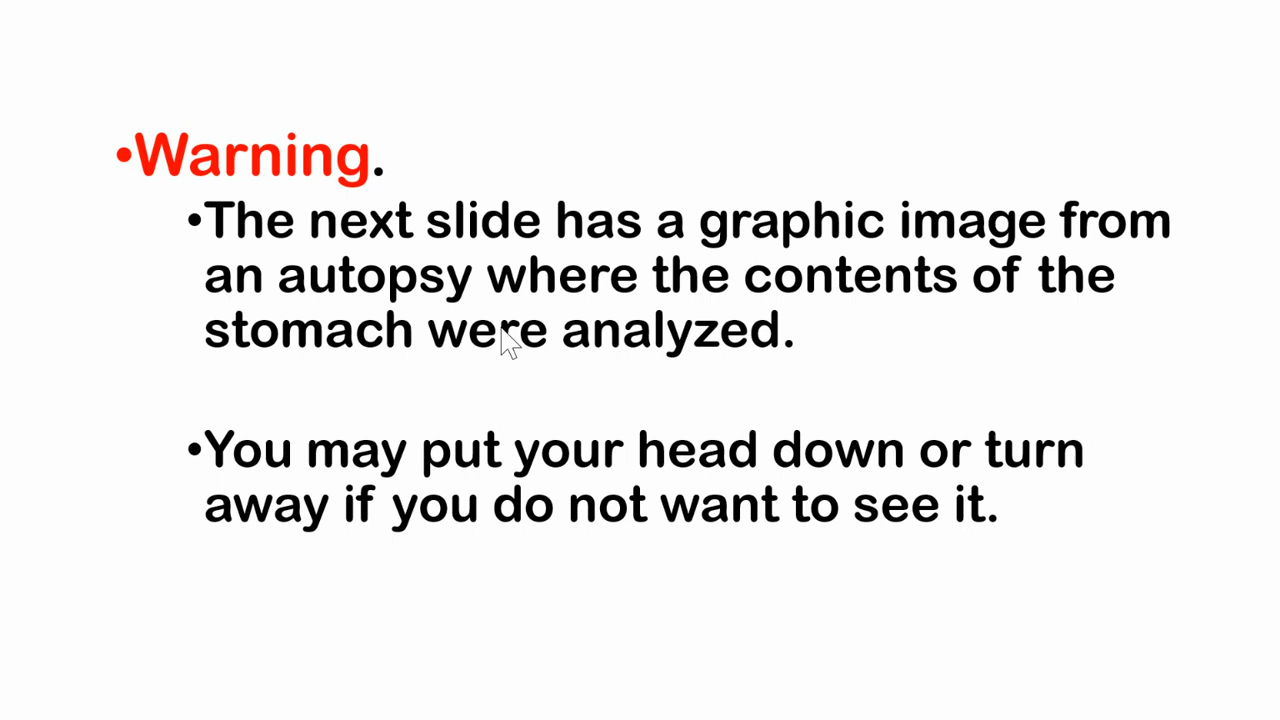 •Warning.
•The next slide has a graphic image from
an autopsy where the contents of the
stomach were analyzed.
•You may put your head down or turn
away if you do not want to see it.